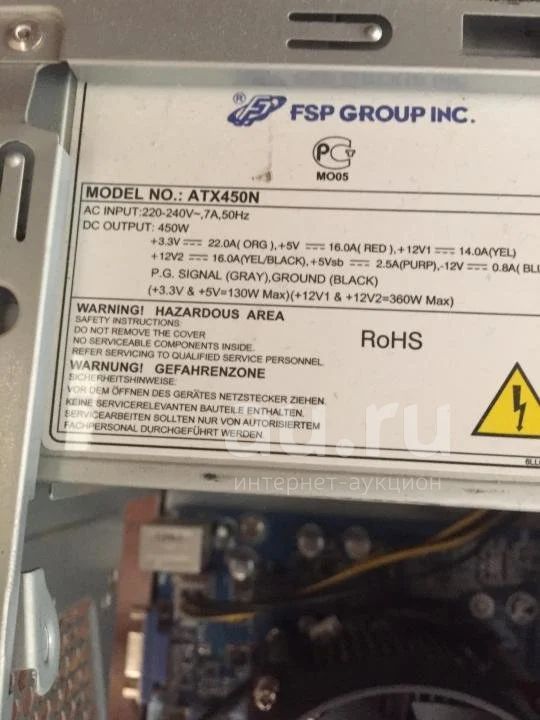 ® FSP GROUP INC.
PG
MO05
MODEL NO.: ATX450N
AC INPUT:220-240V~,7A,50Hz
DC OUTPUT: 450W
+3.3V ⎓ 22.0A( ORG ),+5V ⎓ 16.0A( RED ),+12V1 ⎓ 14.0A(YEL)
+12V2 ⎓ 16.0A(YEL/BLACK),+5Vsb ⎓ 2.5A(PURP),-12V ⎓ 0.8A(
P.G. SIGNAL (GRAY),GROUND (BLACK)
(+3.3V & +5V=130W Max)(+12V1 & +12V2=360W Max)
WARNING! HAZARDOUS AREA
SAFETY INSTRUCTIONS
DO NOT REMOVE THE COVER
NO SERVICEABLE COMPONENTS INSIDE.
REFER SERVICING TO QUALIFIED SERVICE PERSONNEL
RoHS
WARNUNG! GEFAHRENZONE
SICHERHEITSHINWEISE:
VOR DEM ÖFFNEN DES GERÄTES NETZSTECKER ZIEHEN.
KEINE SERVICERELEVANTEN BAUTEILE ENTHALTEN.
SERVICEARBEITEN SOLLTEN NUR VON AUTORISIERTEM
FACHPERSONAL DURCHGEFÜHRT WERDEN.
au.ru
интернет-аукцион